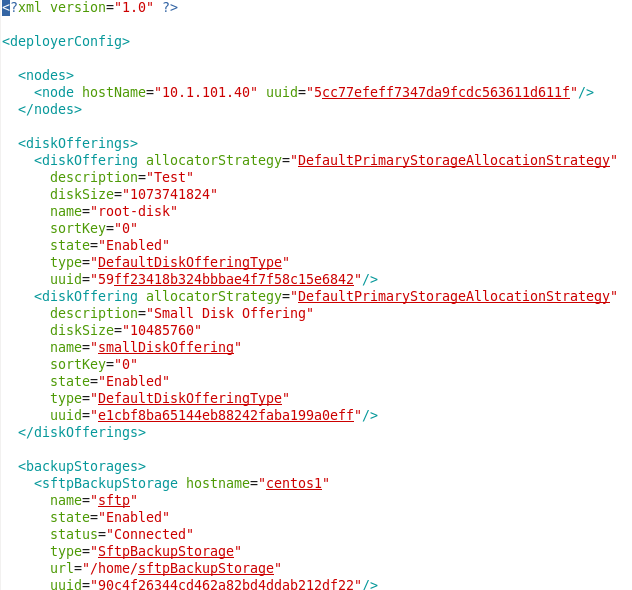 <?xml version="1.0" ?>
<deployerConfig>
<nodes>
<node hostName="10.1.101.40" uuid="5cc77efeff7347da9fcdc563611d611f"/>
</nodes>
<diskOfferings>
<diskOffering allocatorStrategy="DefaultPrimaryStorageAllocationStrategy"
description="Test"
diskSize="1073741824"
name="root-disk"
sortKey="0"
state="Enabled"
type="DefaultDiskOfferingType"
uuid="59ff23418b324bbbae4f7f58c15e6842"/>
<diskOffering allocatorStrategy="DefaultPrimaryStorageAllocationStrategy"
description="Small Disk Offering"
diskSize="10485760"
name="smallDiskOffering"
sortKey="0"
state="Enabled"
type="DefaultDiskOfferingType"
uuid="e1cbf8ba65144eb88242faba199a0eff"/>
</diskOfferings>
<backupStorages>
<sftpBackupStorage hostname="centos1"
name="sftp"
state="Enabled"
status="Connected"
type="SftpBackupStorage"
url="/home/sftpBackupStorage"
uuid="90c4f26344cd462a82bd4ddab212df22"/>